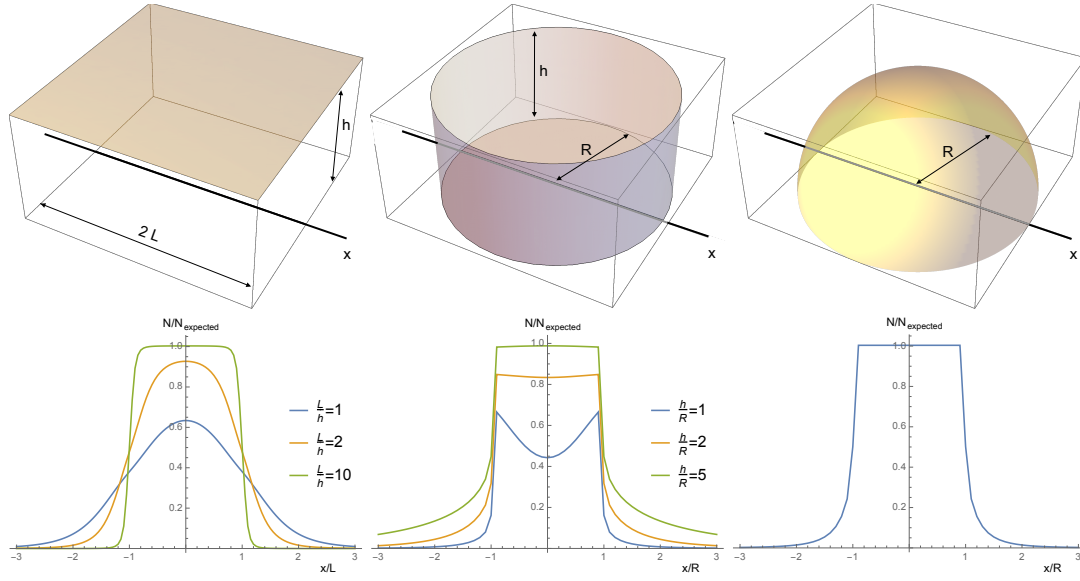 h
2 L
x
h
R
x
R
x
N/N_expected
1.0
0.8
0.6
0.4
0.2
L/h=1
L/h=2
L/h=10
−3 −2 −1 1 2 3
x/L
N/N_expected
1.0
0.8
0.6
0.4
0.2
h/R=1
h/R=2
h/R=5
−3 −2 −1 1 2 3
x/R
N/N_expected
1.0
0.8
0.6
0.4
0.2
−3 −2 −1 1 2 3
x/R